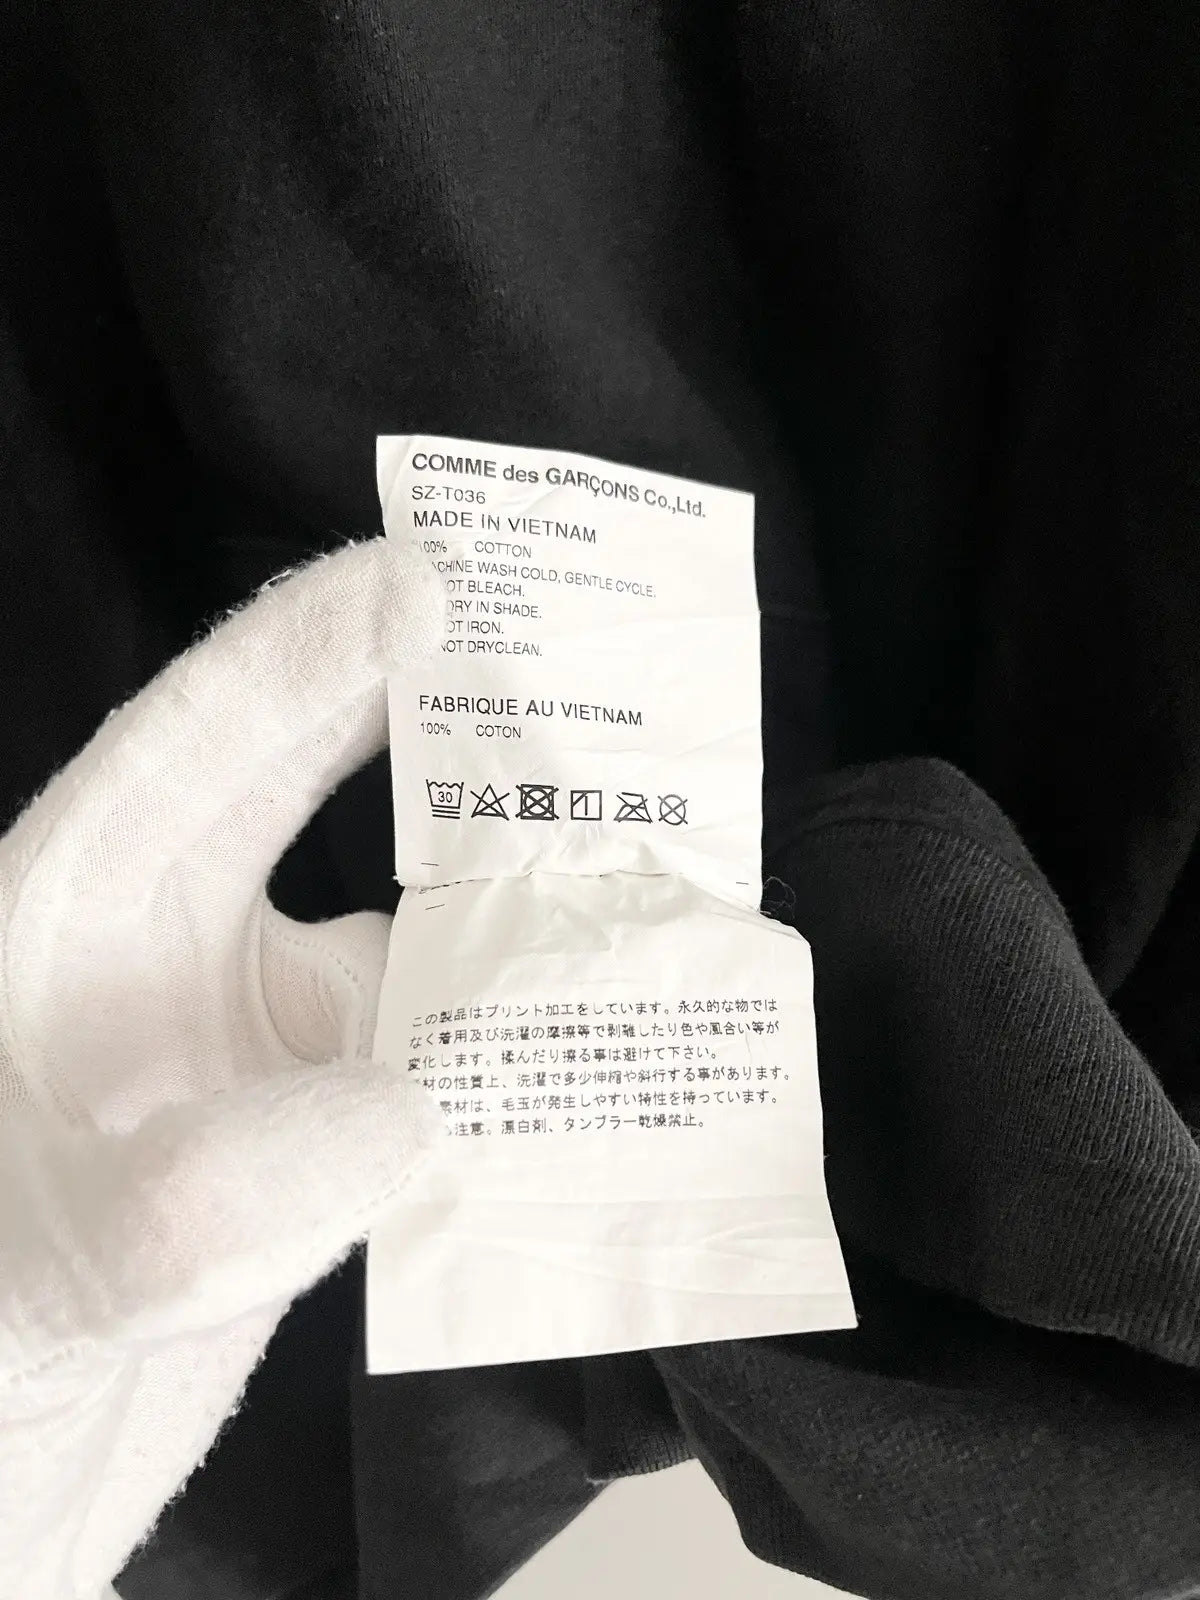 COMME des GARÇONS Co.,Ltd.
SZ-T036
MADE IN VIETNAM
100% COTTON
ACHINE WASH COLD, GENTLE CYCLE.
OT BLEACH.
DRY IN SHADE.
OT IRON.
NOT DRYCLEAN.
FABRIQUE AU VIETNAM
100% COTON
30
この製品はプリント加工をしています。永久的な物では
なく着用及び洗濯の摩擦等で剥離したり色や風合い等が
変化します。揉んだり擦る事は避けて下さい。
材の性質上、洗濯で多少伸縮や斜行する事があります。
素材は、毛玉が発生しやすい特性を持っています。
注意。漂白剤、タンブラー乾燥禁止。